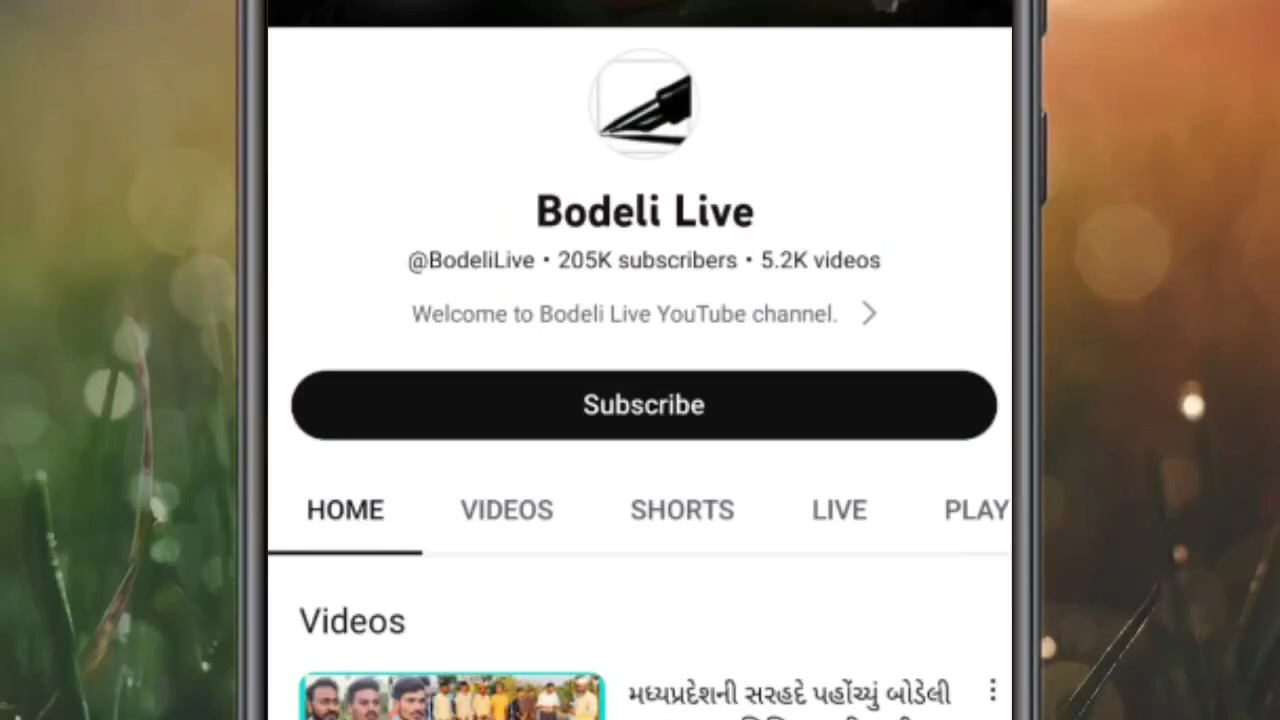 Bodeli Live
@BodeliLive • 205K subscribers • 5.2K videos
Welcome to Bodeli Live YouTube channel.
Subscribe
HOME VIDEOS SHORTS LIVE PLAY
Videos
મધ્યપ્રદેશની સરહદે પહોંચ્યું બોડેલી